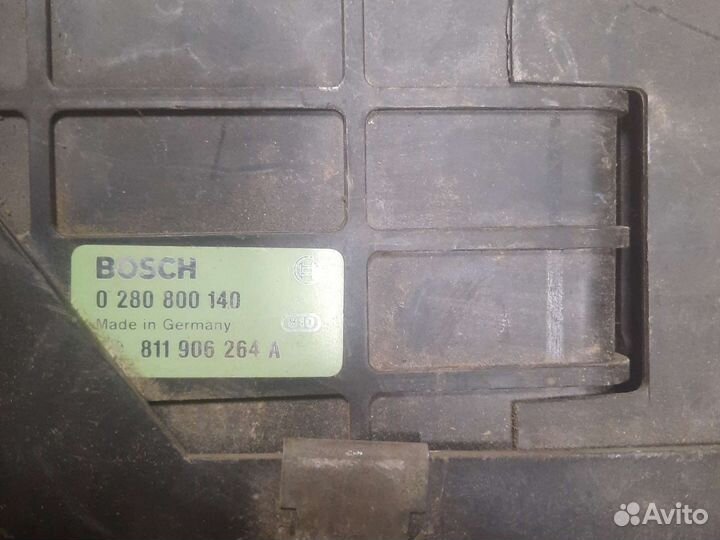 BOSCH
0 280 800 140
Made in Germany
811 906 264 A
Avito